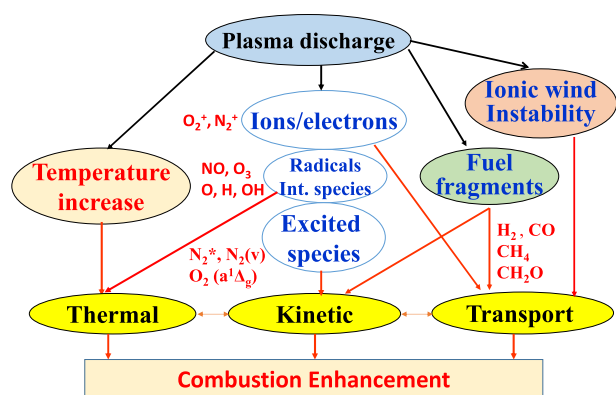 Plasma discharge
Ionic wind
Instability
O₂⁺, N₂⁺
Ions/electrons
Temperature
increase
NO, O₃
O, H, OH
Radicals
Int. species
Fuel
fragments
Excited
species
N₂*, N₂(v)
O₂ (a¹Δg)
H₂ , CO
CH₄
CH₂O
Thermal
Kinetic
Transport
Combustion Enhancement